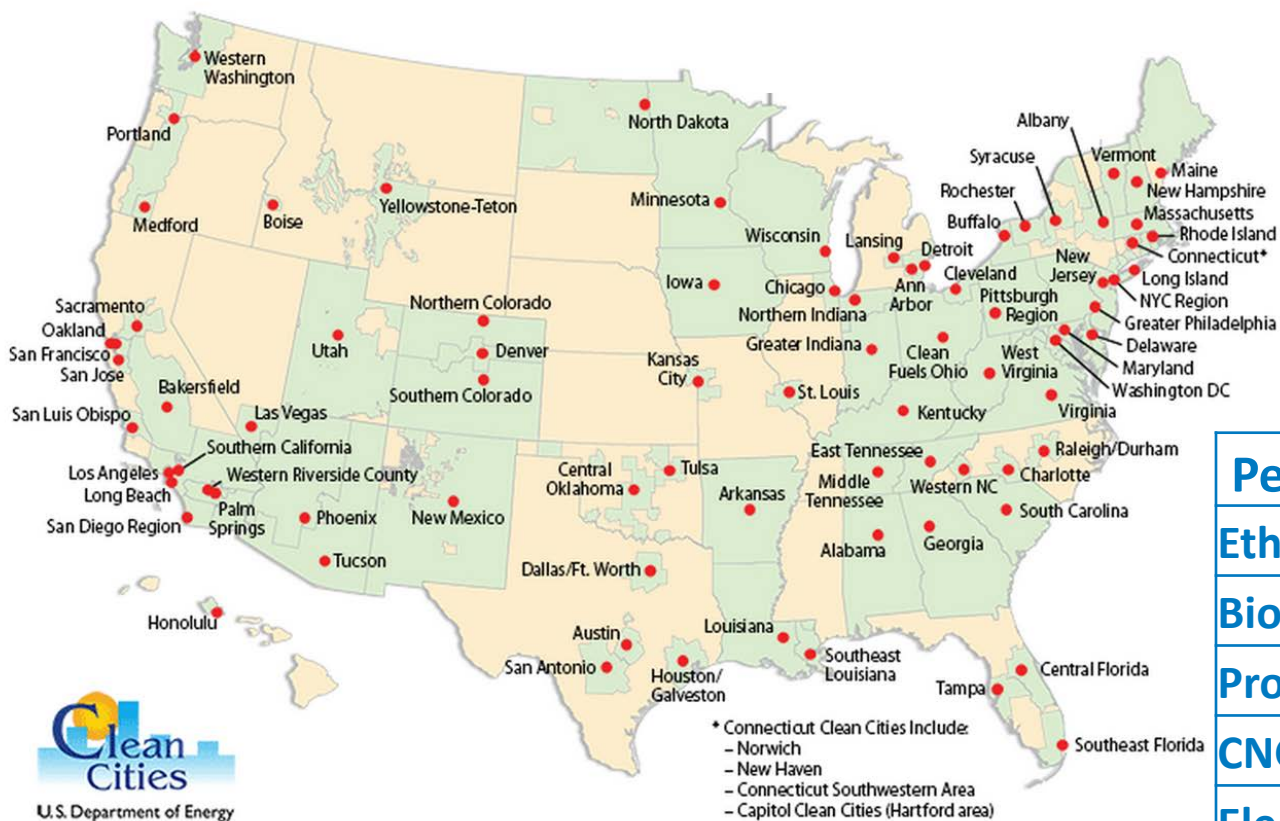 Western
Washington
Portland
Medford
Boise
Yellowstone-Teton
North Dakota
Minnesota
Wisconsin
Iowa
Chicago
Northern Indiana
Lansing
Detroit
Ann
Arbor
Cleveland
Buffalo
Rochester
Syracuse
Albany
Vermont
Maine
New Hampshire
Massachusetts
Rhode Island
Connecticut*
Long Island
NYC Region
New
Jersey
Greater Philadelphia
Delaware
Maryland
Washington DC
Pittsburgh
Region
Clean
Fuels Ohio
West
Virginia
Virginia
Greater Indiana
Kentucky
St. Louis
Kansas
City
Northern Colorado
Denver
Southern Colorado
Utah
Sacramento
Oakland
San Francisco
San Jose
Bakersfield
San Luis Obispo
Las Vegas
Southern California
Los Angeles
Long Beach
Western Riverside County
Palm
Springs
San Diego Region
Phoenix
Tucson
New Mexico
Central
Oklahoma
Tulsa
Arkansas
East Tennessee
Middle
Tennessee
Western NC
Raleigh/Durham
Charlotte
South Carolina
Georgia
Alabama
Dallas/Ft. Worth
Austin
San Antonio
Houston/
Galveston
Louisiana
Southeast
Louisiana
Central Florida
Tampa
Southeast Florida
Honolulu
* Connecticut Clean Cities Include:
– Norwich
– New Haven
– Connecticut Southwestern Area
– Capitol Clean Cities (Hartford area)
Clean
Cities
U.S. Department of Energy
Pe
Eth
Bio
Pro